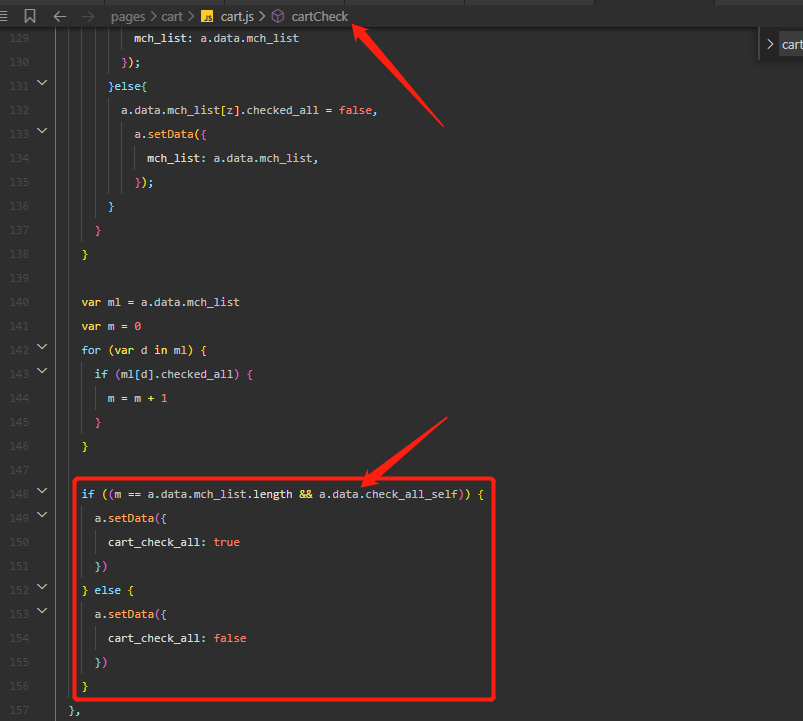 pages > cart > JS cart.js > cartCheck
129 mch_list: a.data.mch_list
130 });
cart
131 }else{
132 a.data.mch_list[z].checked_all = false,
133 a.setData({
134 mch_list: a.data.mch_list,
135 });
136 }
137 }
138 }
139
140 var ml = a.data.mch_list
141 var m = 0
142 for (var d in ml) {
143 if (ml[d].checked_all) {
144 m = m + 1
145 }
146 }
147
148 if ((m == a.data.mch_list.length && a.data.check_all_self)) {
149 a.setData({
150 cart_check_all: true
151 })
152 } else {
153 a.setData({
154 cart_check_all: false
155 })
156 }
157 },